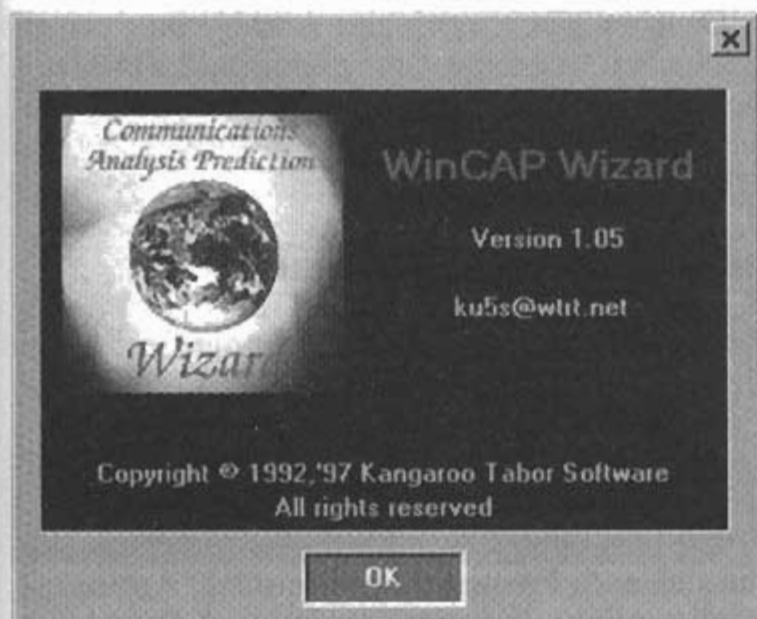 Communications
Analysis Prediction
Wizard
WinCAP Wizard
Version 1.05
ku5s@wtrt.net
Copyright © 1992,'97 Kangaroo Tabor Software
All rights reserved
OK